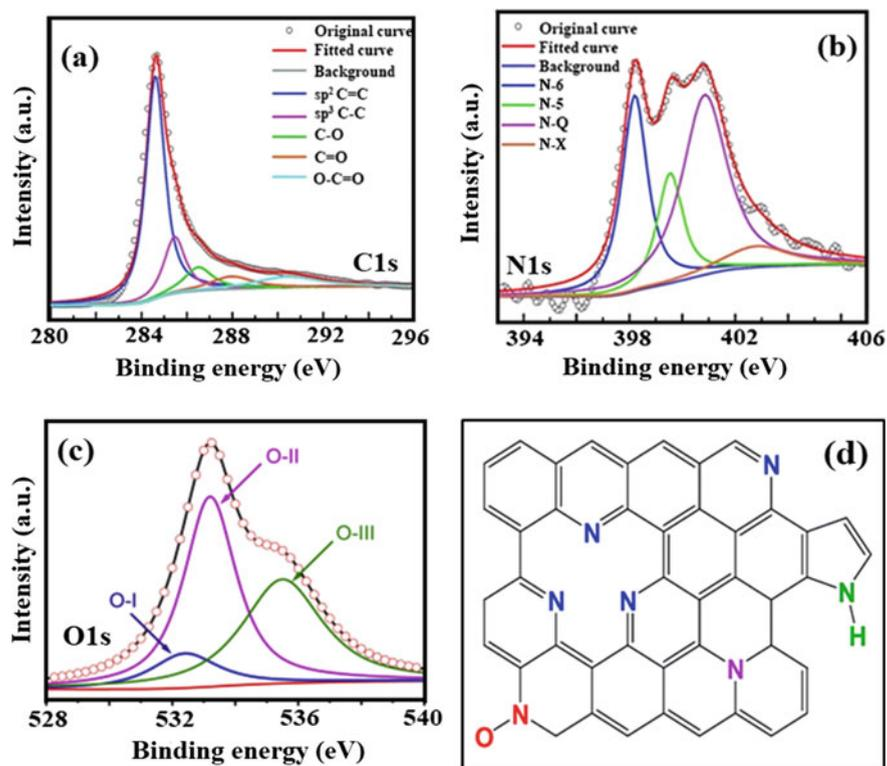 (a)
Original curve
Fitted curve
Background
sp² C=C
sp³ C-C
C-O
C=O
O-C=O
C1s
Intensity (a.u.)
280 284 288 292 296
Binding energy (eV)
(b)
Original curve
Fitted curve
Background
N-6
N-5
N-Q
N-X
N1s
Intensity (a.u.)
394 398 402 406
Binding energy (eV)
(c)
O-II
O-III
O-I
O1s
Intensity (a.u.)
528 532 536 540
Binding energy (eV)
(d)
N
N
N N N
H
N
N
O